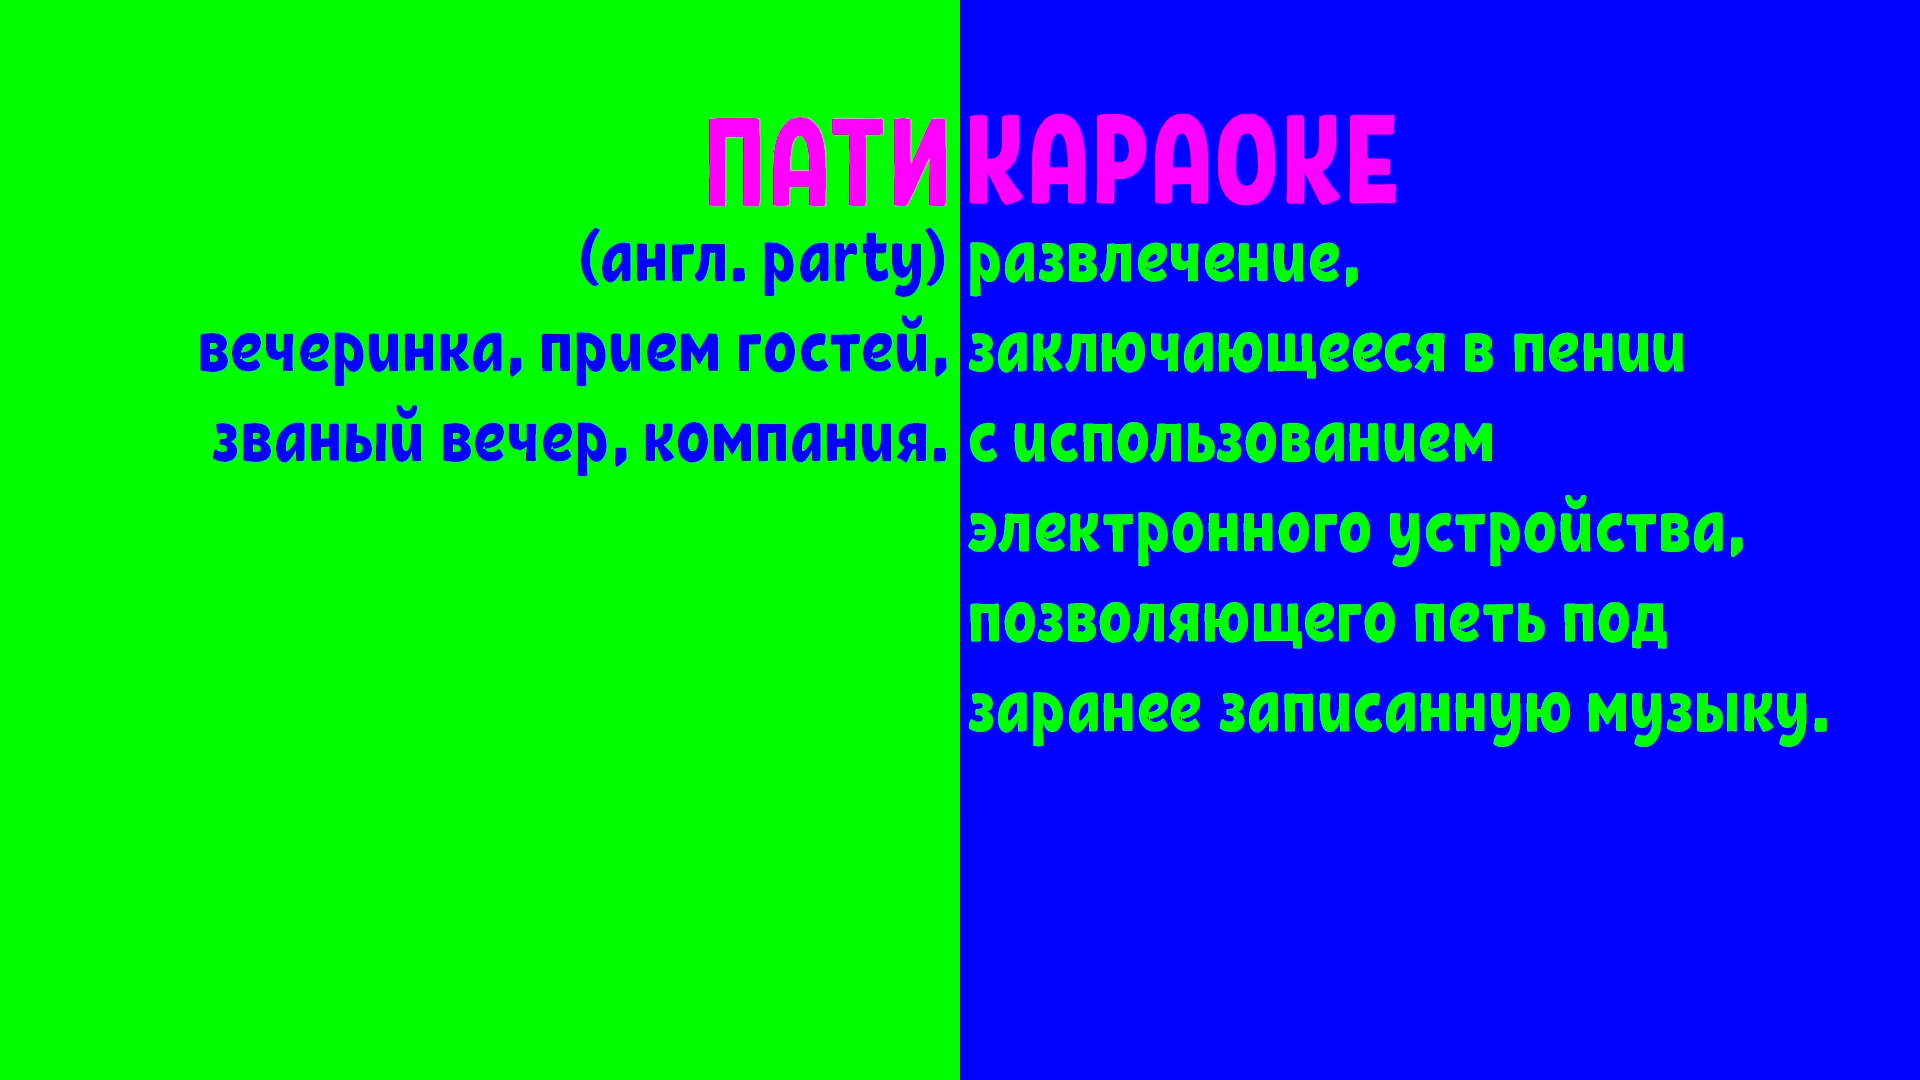 ПАТИ КАРАОКЕ
(англ. party)
вечеринка, прием гостей,
званый вечер, компания.
развлечение,
заключающееся в пении
с использованием
электронного устройства,
позволяющего петь под
заранее записанную музыку.